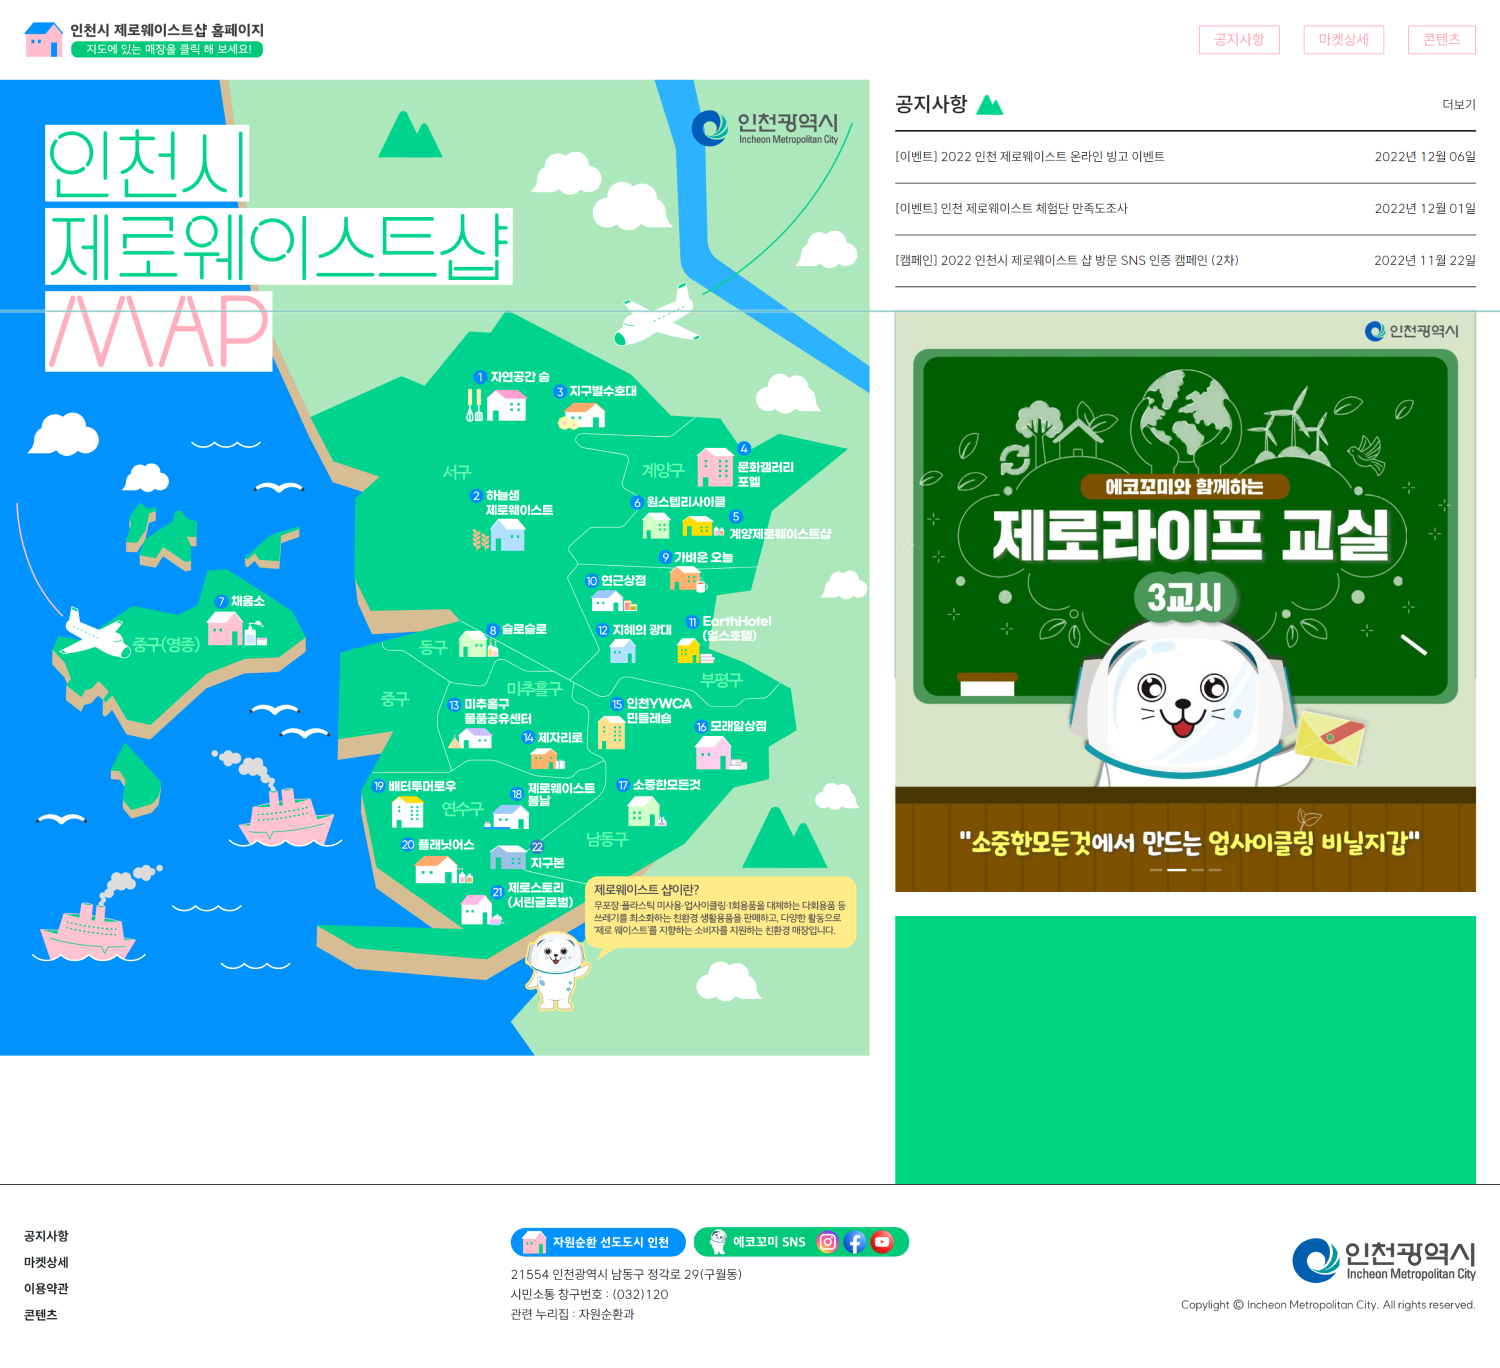 인천시 제로웨이스트샵 홈페이지
지도에 있는 매장을 클릭 해 보세요!
공지사항
마켓상세
콘텐츠
인천시
제로웨이스트샵
MAP
인천광역시
Incheon Metropolitan City
1 자연공간 숨
3 지구별수호대
서구
계양구
4
문화갤러리
포엘
2 하늘샘
제로웨이스트
6 원스텝리사이클
5
계양제로웨이스트샵
9 가벼운 오늘
10 연근상점
7 채움소
중구(영종)
8 슬로슬로
동구
12 지혜의 광대
11 EarthHotel
(얼스호텔)
부평구
중구
미추홀구
13 미추홀구
물품공유센터
14 제자리로
15 인천YWCA
민들레숍
16 모래알상점
19 배터투머로우
연수구
18 제로웨이스트
봄날
17 소중한모든것
남동구
20 플래닛어스
22
지구본
21 제로스토리
(서린글로벌)
제로웨이스트 샵이란?
무포장·플라스틱 미사용·업사이클링·1회용품을 대체하는 다회용품 등
쓰레기를 최소화하는 친환경 생활용품을 판매하고, 다양한 활동으로
'제로 웨이스트'를 지향하는 소비자를 지원하는 친환경 매장입니다.
공지사항
더보기
[이벤트] 2022 인천 제로웨이스트 온라인 빙고 이벤트
2022년 12월 06일
[이벤트] 인천 제로웨이스트 체험단 만족도조사
2022년 12월 01일
[캠페인] 2022 인천시 제로웨이스트 샵 방문 SNS 인증 캠페인 (2차)
2022년 11월 22일
인천광역시
에코꼬미와 함께하는
제로라이프 교실
3교시
"소중한모든것에서 만드는 업사이클링 비닐지갑"
공지사항
마켓상세
이용약관
콘텐츠
자원순환 선도도시 인천
에코꼬미 SNS
21554 인천광역시 남동구 정각로 29(구월동)
시민소통 창구번호 : (032)120
관련 누리집 : 자원순환과
인천광역시
Incheon Metropolitan City
Copylight © Incheon Metropolitan City. All rights reserved.